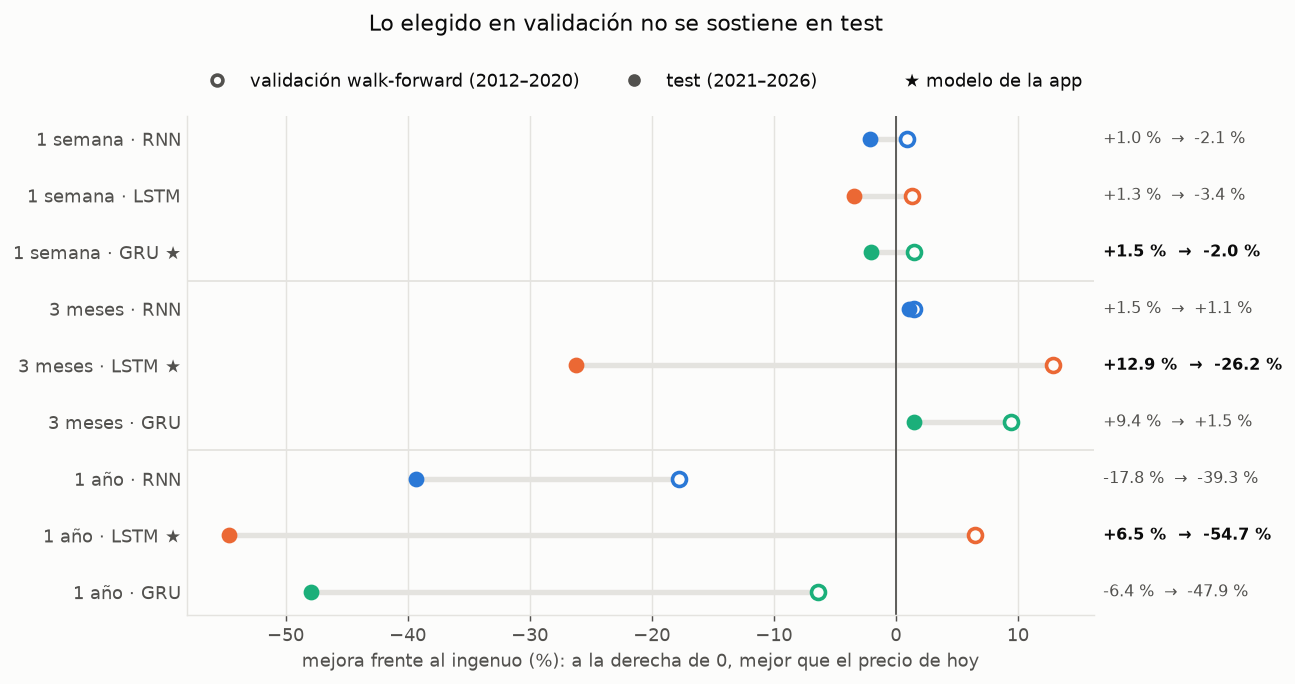 Lo elegido en validación no se sostiene en test
validación walk-forward (2012–2020) test (2021–2026) ★ modelo de la app
1 semana · RNN +1.0 % → -2.1 %
1 semana · LSTM +1.3 % → -3.4 %
1 semana · GRU ★ +1.5 % → -2.0 %
3 meses · RNN +1.5 % → +1.1 %
3 meses · LSTM ★ +12.9 % → -26.2 %
3 meses · GRU +9.4 % → +1.5 %
1 año · RNN -17.8 % → -39.3 %
1 año · LSTM ★ +6.5 % → -54.7 %
1 año · GRU -6.4 % → -47.9 %
−50 −40 −30 −20 −10 0 10
mejora frente al ingenuo (%): a la derecha de 0, mejor que el precio de hoy